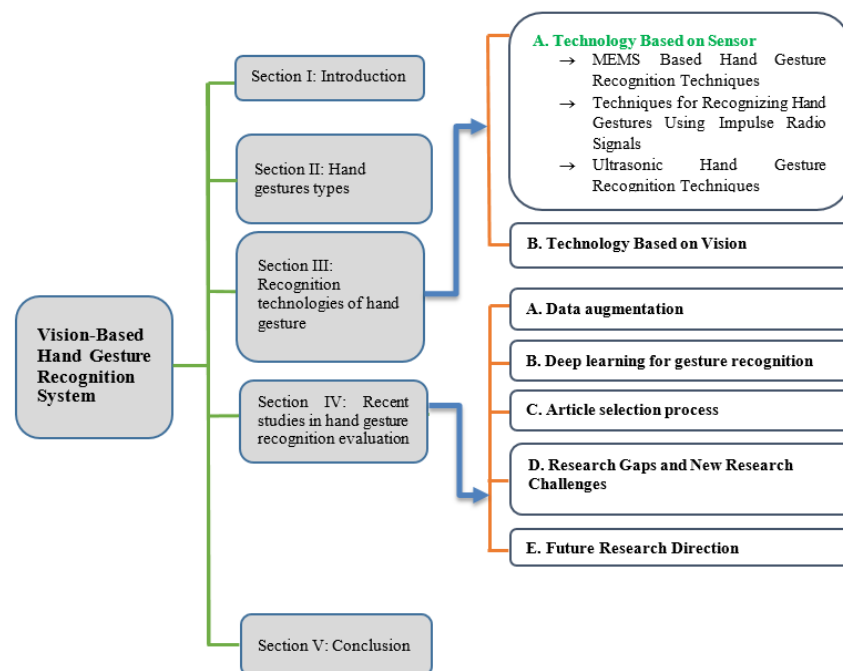 Vision-Based
Hand Gesture
Recognition
System
Section I: Introduction
Section II: Hand
gestures types
Section III:
Recognition
technologies of hand
gesture
Section IV: Recent
studies in hand gesture
recognition evaluation
Section V: Conclusion
A. Technology Based on Sensor
→ MEMS Based Hand Gesture
Recognition Techniques
→ Techniques for Recognizing Hand
Gestures Using Impulse Radio
Signals
→ Ultrasonic Hand Gesture
Recognition Techniques
B. Technology Based on Vision
A. Data augmentation
B. Deep learning for gesture recognition
C. Article selection process
D. Research Gaps and New Research
Challenges
E. Future Research Direction